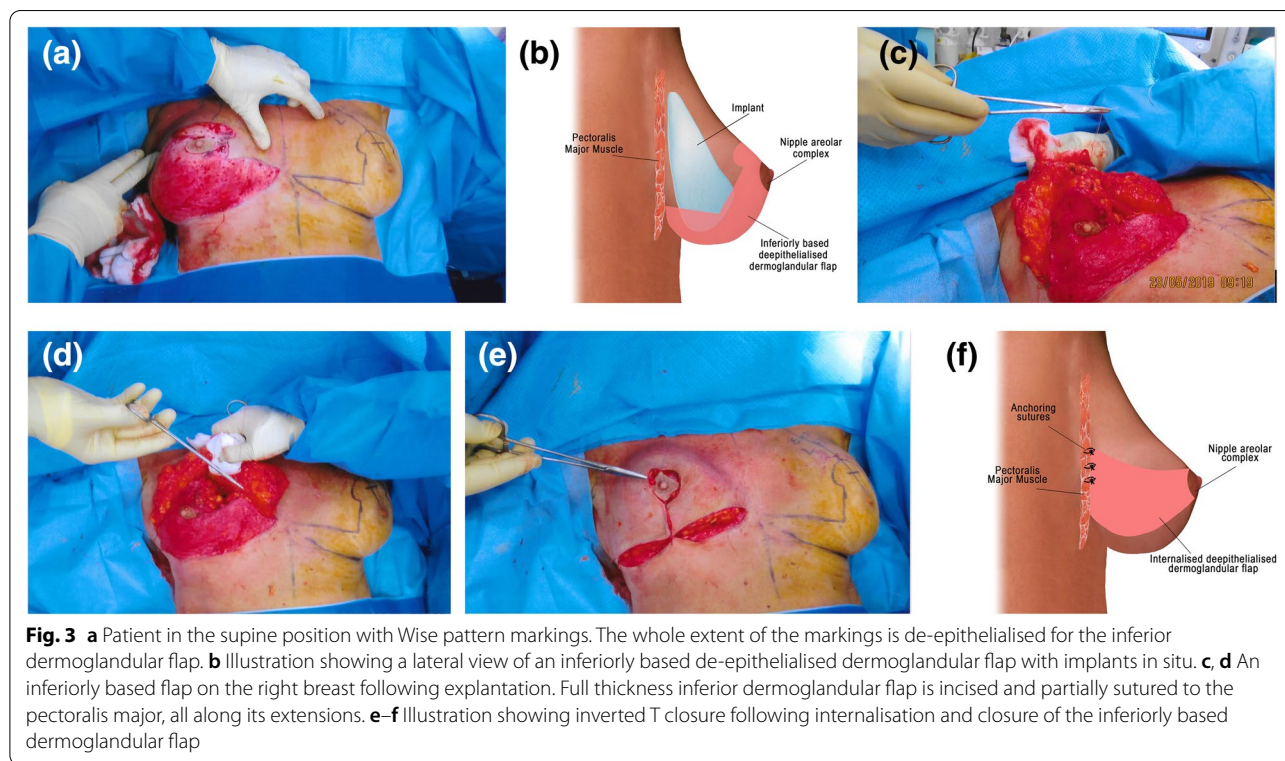 (a)
(b)
Implant
Pectoralis
Major Muscle
Nipple areolar
complex
Inferiorly based
deepithelialised
dermoglandular flap
(c)
29/05/2019 09:19
(d)
(e)
(f)
Anchoring
sutures
Pectoralis
Major Muscle
Nipple areolar
complex
Internalised deepithelialised
dermoglandular flap
Fig. 3 a Patient in the supine position with Wise pattern markings. The whole extent of the markings is de-epithelialised for the inferior
dermoglandular flap. b Illustration showing a lateral view of an inferiorly based de-epithelialised dermoglandular flap with implants in situ. c, d An
inferiorly based flap on the right breast following explantation. Full thickness inferior dermoglandular flap is incised and partially sutured to the
pectoralis major, all along its extensions. e–f Illustration showing inverted T closure following internalisation and closure of the inferiorly based
dermoglandular flap